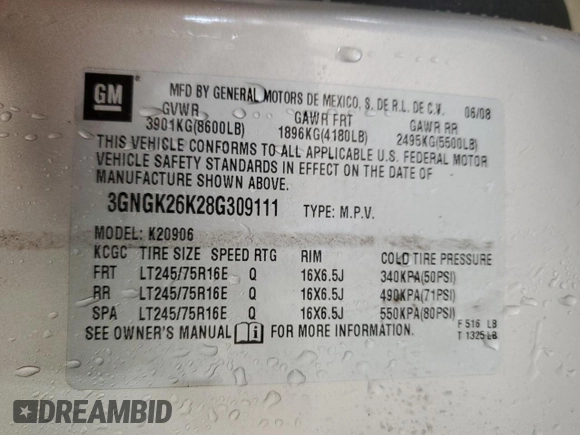 GM
MFD BY GENERAL MOTORS DE MEXICO, S. DE R.L. DE C.V. 06/08
GVWR GAWR FRT GAWR RR
3901KG(8600LB) 1896KG(4180LB) 2495KG(5500LB)
THIS VEHICLE CONFORMS TO ALL APPLICABLE U.S. FEDERAL MOTOR
VEHICLE SAFETY STANDARDS IN EFFECT ON THE DATE OF
MANUFACTURE SHOWN ABOVE.
3GNGK26K28G309111 TYPE: M.P.V.
MODEL: K20906
KCGC TIRE SIZE SPEED RTG RIM COLD TIRE PRESSURE
FRT LT245/75R16E Q 16X6.5J 340KPA(50PSI)
RR LT245/75R16E Q 16X6.5J 490KPA(71PSI)
SPA LT245/75R16E Q 16X6.5J 550KPA(80PSI)
SEE OWNER'S MANUAL FOR MORE INFORMATION. F 516 LB
T 1325 LB
DREAMBID